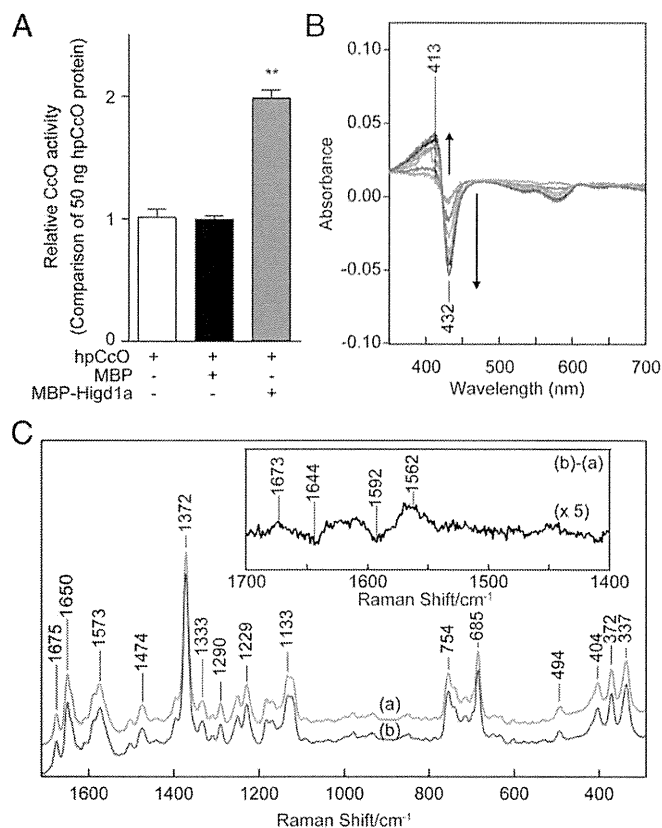 A
Relative CcO activity
(Comparison of 50 ng hpCcO protein)
2
1
0
**
hpCcO + + +
MBP - + -
MBP-Higd1a - - +
B
Absorbance
0.10
0.05
0.00
-0.05
-0.10
413
432
400 500 600 700
Wavelength (nm)
C
1675
1650
1573
1474
1372
1333
1290
1229
1133
754
685
494
404
372
337
(a)
(b)
1600 1400 1200 1000 800 600 400
Raman Shift/cm-1
1673
1644
1592
1562
(b)-(a)
(x 5)
1700 1600 1500 1400
Raman Shift/cm-1